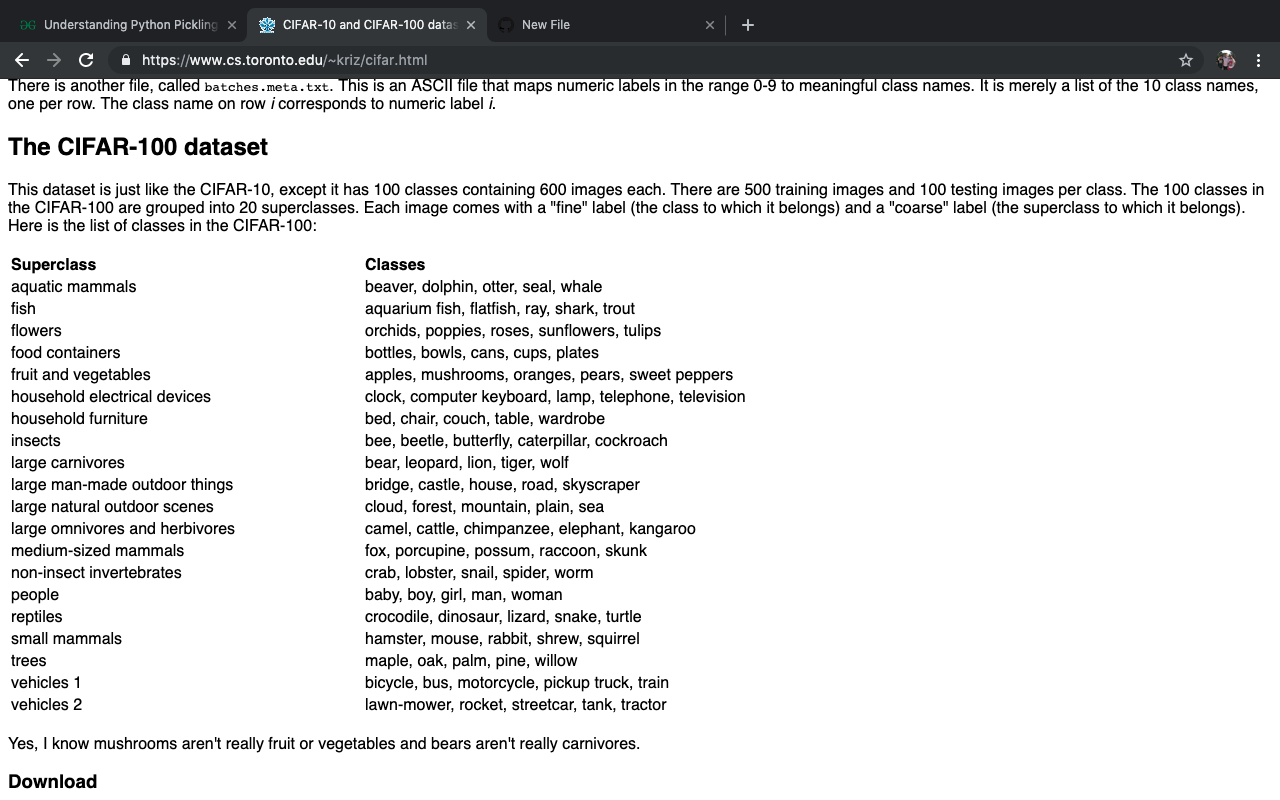 Understanding Python Pickling
CIFAR-10 and CIFAR-100 datas
New File
https://www.cs.toronto.edu/~kriz/cifar.html
There is another file, called batches.meta.txt. This is an ASCII file that maps numeric labels in the range 0-9 to meaningful class names. It is merely a list of the 10 class names,
one per row. The class name on row i corresponds to numeric label i.
The CIFAR-100 dataset
This dataset is just like the CIFAR-10, except it has 100 classes containing 600 images each. There are 500 training images and 100 testing images per class. The 100 classes in
the CIFAR-100 are grouped into 20 superclasses. Each image comes with a "fine" label (the class to which it belongs) and a "coarse" label (the superclass to which it belongs).
Here is the list of classes in the CIFAR-100:
Superclass Classes
aquatic mammals beaver, dolphin, otter, seal, whale
fish aquarium fish, flatfish, ray, shark, trout
flowers orchids, poppies, roses, sunflowers, tulips
food containers bottles, bowls, cans, cups, plates
fruit and vegetables apples, mushrooms, oranges, pears, sweet peppers
household electrical devices clock, computer keyboard, lamp, telephone, television
household furniture bed, chair, couch, table, wardrobe
insects bee, beetle, butterfly, caterpillar, cockroach
large carnivores bear, leopard, lion, tiger, wolf
large man-made outdoor things bridge, castle, house, road, skyscraper
large natural outdoor scenes cloud, forest, mountain, plain, sea
large omnivores and herbivores camel, cattle, chimpanzee, elephant, kangaroo
medium-sized mammals fox, porcupine, possum, raccoon, skunk
non-insect invertebrates crab, lobster, snail, spider, worm
people baby, boy, girl, man, woman
reptiles crocodile, dinosaur, lizard, snake, turtle
small mammals hamster, mouse, rabbit, shrew, squirrel
trees maple, oak, palm, pine, willow
vehicles 1 bicycle, bus, motorcycle, pickup truck, train
vehicles 2 lawn-mower, rocket, streetcar, tank, tractor
Yes, I know mushrooms aren't really fruit or vegetables and bears aren't really carnivores.
Download